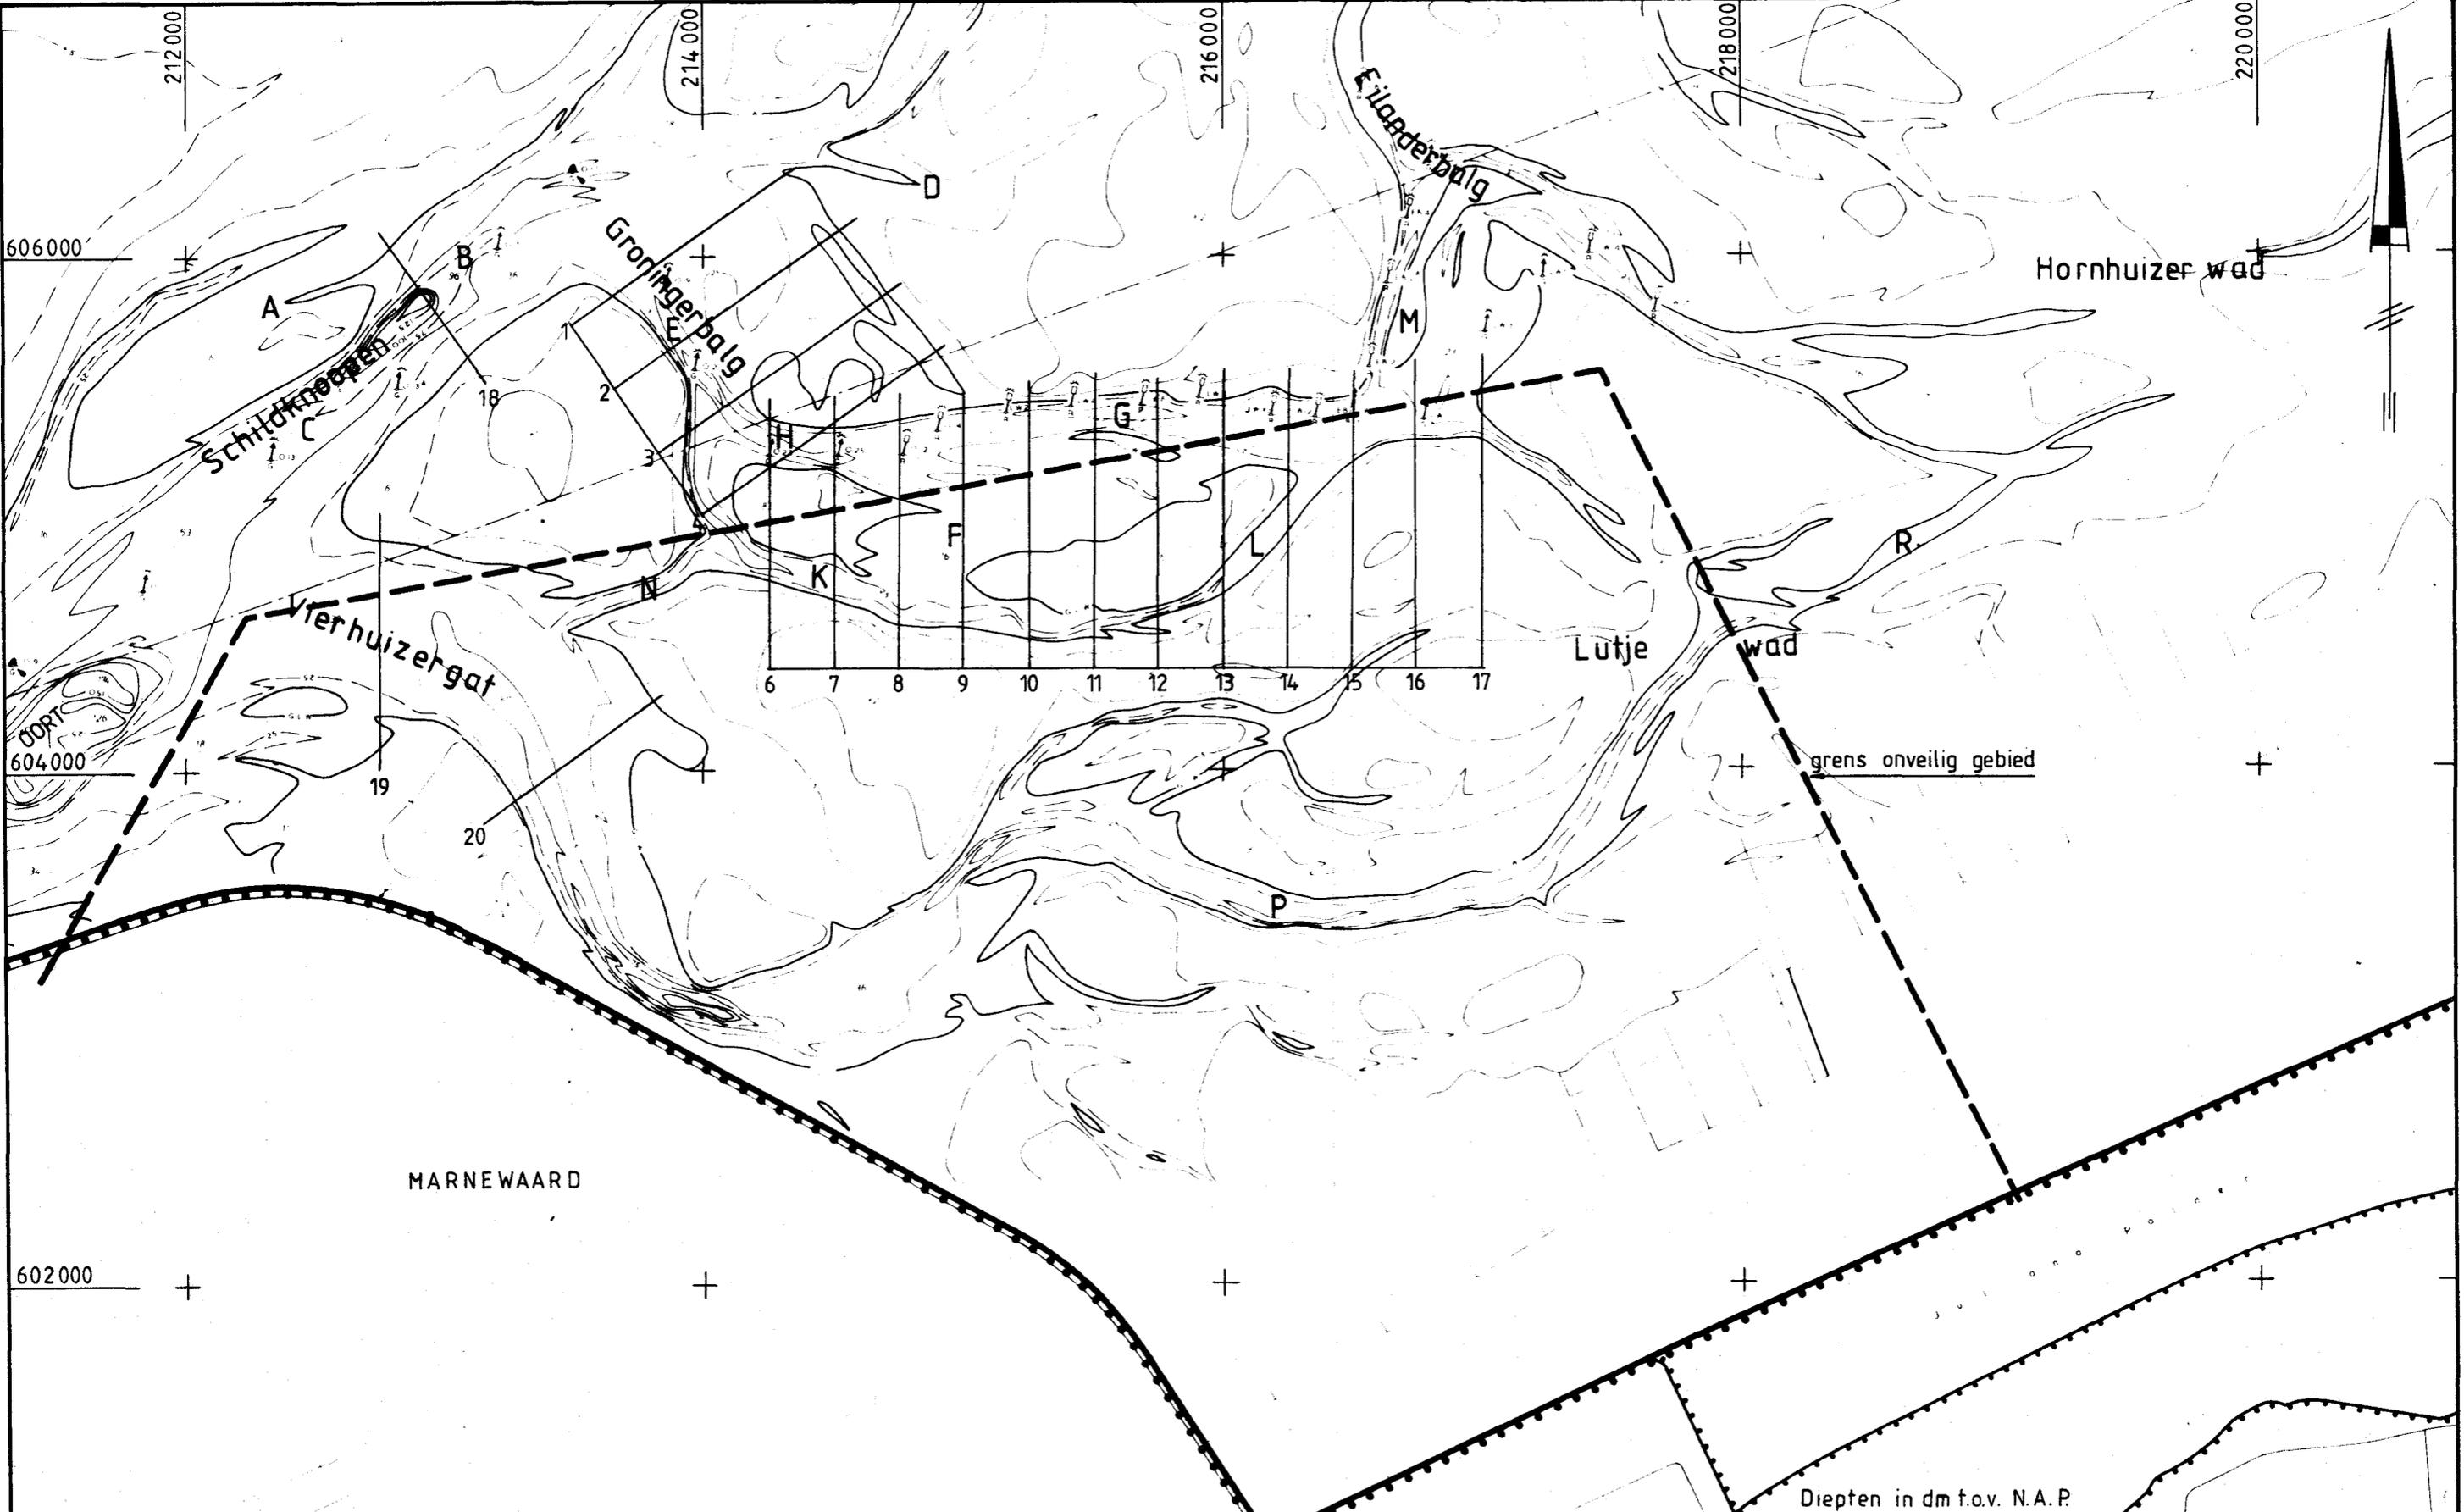 212000
214000
216000
218000
220000
Eilanderbalg
D
Groningerbalg
606000
B
Hornhuizer wad
A
M
E
1
Schildknoopen
2
18
G
C
H
3
4
F
L
R
K
N
Vierhuizergat
Lutje wad
6 7 8 9 10 11 12 13 14 15 16 17
OORT
604000
grens onveilig gebied
19
20
P
MARNEWAARD
602000
Diepten in dm t.o.v. N.A.P.